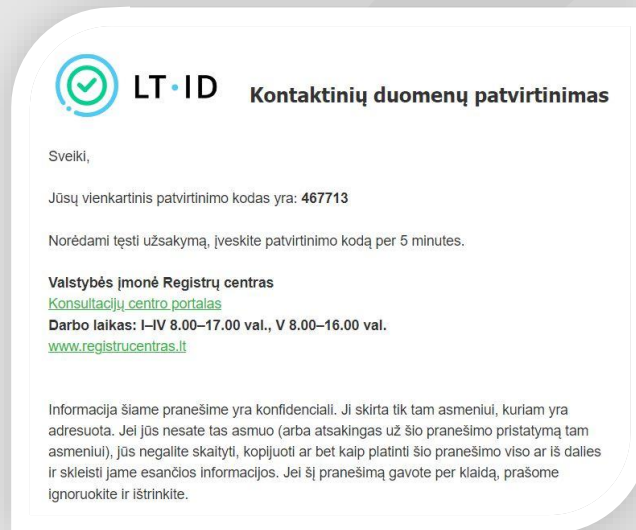 LT·ID
Kontaktinių duomenų patvirtinimas
Sveiki,
Jūsų vienkartinis patvirtinimo kodas yra: 467713
Norėdami tęsti užsakymą, įveskite patvirtinimo kodą per 5 minutes.
Valstybės įmonė Registrų centras
Konsultacijų centro portalas
Darbo laikas: I–IV 8.00–17.00 val., V 8.00–16.00 val.
www.registrucentras.lt
Informacija šiame pranešime yra konfidenciali. Ji skirta tik tam asmeniui, kuriam yra
adresuota. Jei jūs nesate tas asmuo (arba atsakingas už šio pranešimo pristatymą tam
asmeniui), jūs negalite skaityti, kopijuoti ar bet kaip platinti šio pranešimo viso ar iš dalies
ir skleisti jame esančios informacijos. Jei šį pranešimą gavote per klaidą, prašome
ignoruokite ir ištrinkite.